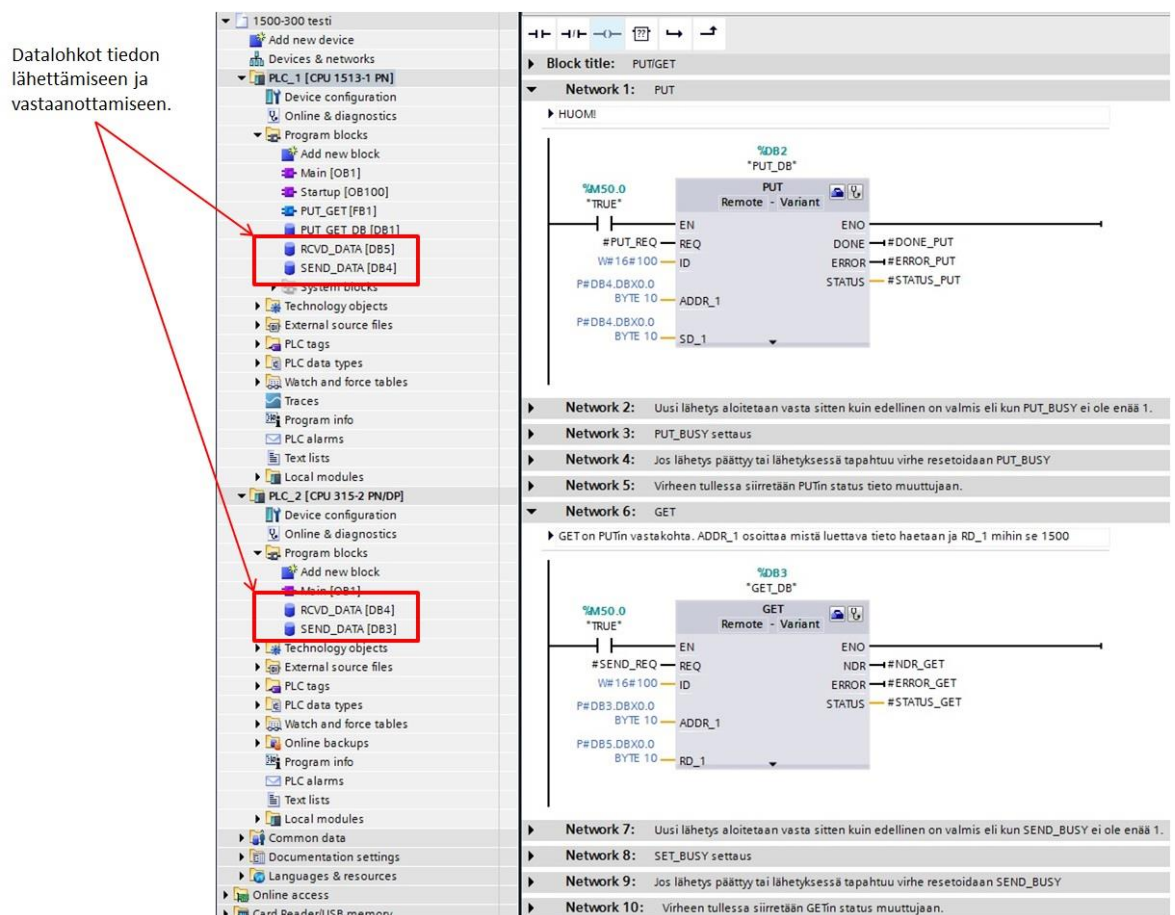 Datalohkot tiedon
lähettämiseen ja
vastaanottamiseen.
1500-300 testi
Add new device
Devices & networks
PLC_1 [CPU 1513-1 PN]
Device configuration
Online & diagnostics
Program blocks
Add new block
Main [OB1]
Startup [OB100]
PUT_GET [FB1]
PUT_GET_DB [DB1]
RCVD_DATA [DB5]
SEND_DATA [DB4]
System blocks
Technology objects
External source files
PLC tags
PLC data types
Watch and force tables
Traces
Program info
PLC alarms
Text lists
Local modules
PLC_2 [CPU 315-2 PN/DP]
Device configuration
Online & diagnostics
Program blocks
Add new block
Main [OB1]
RCVD_DATA [DB4]
SEND_DATA [DB3]
Technology objects
External source files
PLC tags
PLC data types
Watch and force tables
Online backups
Program info
PLC alarms
Text lists
Local modules
Common data
Documentation settings
Languages & resources
Online access
Card Reader/USB memory
??
Block title: PUT/GET
Network 1: PUT
HUOM!
%DB2
"PUT_DB"
%M50.0
"TRUE"
PUT
Remote - Variant
EN ENO
#PUT_REQ REQ DONE #DONE_PUT
W#16#100 ID ERROR #ERROR_PUT
STATUS #STATUS_PUT
P#DB4.DBX0.0
BYTE 10 ADDR_1
P#DB4.DBX0.0
BYTE 10 SD_1
Network 2: Uusi lähetys aloitetaan vasta sitten kuin edellinen on valmis eli kun PUT_BUSY ei ole enää 1.
Network 3: PUT_BUSY settaus
Network 4: Jos lähetys päättyy tai lähetyksessä tapahtuu virhe resetoidaan PUT_BUSY
Network 5: Virheen tullessa siirretään PUTin status tieto muuttujaan.
Network 6: GET
GET on PUTin vastakohta. ADDR_1 osoittaa mistä luettava tieto haetaan ja RD_1 mihin se 1500
%DB3
"GET_DB"
%M50.0
"TRUE"
GET
Remote - Variant
EN ENO
#SEND_REQ REQ NDR #NDR_GET
W#16#100 ID ERROR #ERROR_GET
STATUS #STATUS_GET
P#DB3.DBX0.0
BYTE 10 ADDR_1
P#DB5.DBX0.0
BYTE 10 RD_1
Network 7: Uusi lähetys aloitetaan vasta sitten kuin edellinen on valmis eli kun SEND_BUSY ei ole enää 1.
Network 8: SET_BUSY settaus
Network 9: Jos lähetys päättyy tai lähetyksessä tapahtuu virhe resetoidaan SEND_BUSY
Network 10: Virheen tullessa siirretään GETin status muuttujaan.